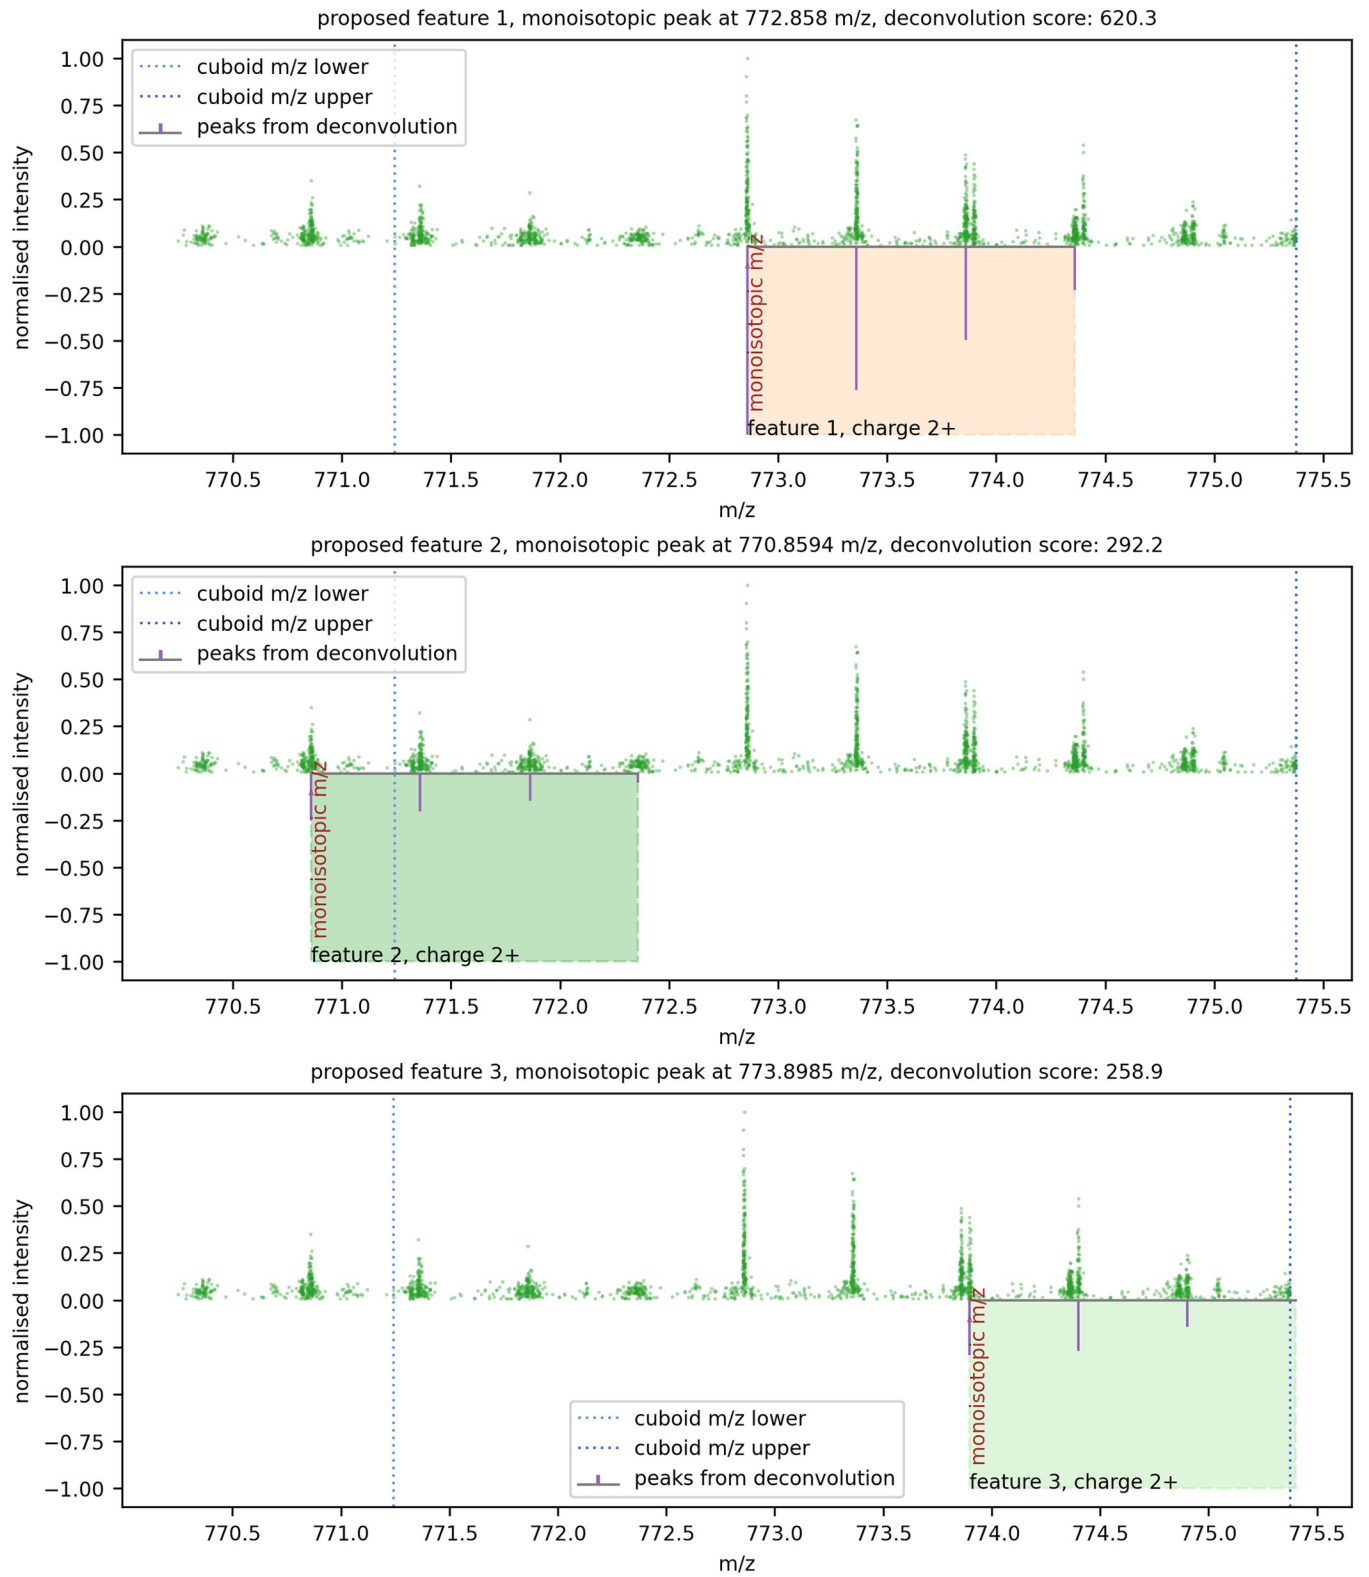 proposed feature 1, monoisotopic peak at 772.858 m/z, deconvolution score: 620.3
cuboid m/z lower
cuboid m/z upper
peaks from deconvolution
1.00
0.75
0.50
0.25
0.00
−0.25
−0.50
−0.75
−1.00
normalised intensity
monoisotopic m/z
feature 1, charge 2+
770.5 771.0 771.5 772.0 772.5 773.0 773.5 774.0 774.5 775.0 775.5
m/z
proposed feature 2, monoisotopic peak at 770.8594 m/z, deconvolution score: 292.2
cuboid m/z lower
cuboid m/z upper
peaks from deconvolution
1.00
0.75
0.50
0.25
0.00
−0.25
−0.50
−0.75
−1.00
normalised intensity
monoisotopic m/z
feature 2, charge 2+
770.5 771.0 771.5 772.0 772.5 773.0 773.5 774.0 774.5 775.0 775.5
m/z
proposed feature 3, monoisotopic peak at 773.8985 m/z, deconvolution score: 258.9
1.00
0.75
0.50
0.25
0.00
−0.25
−0.50
−0.75
−1.00
normalised intensity
monoisotopic m/z
cuboid m/z lower
cuboid m/z upper
peaks from deconvolution
feature 3, charge 2+
770.5 771.0 771.5 772.0 772.5 773.0 773.5 774.0 774.5 775.0 775.5
m/z